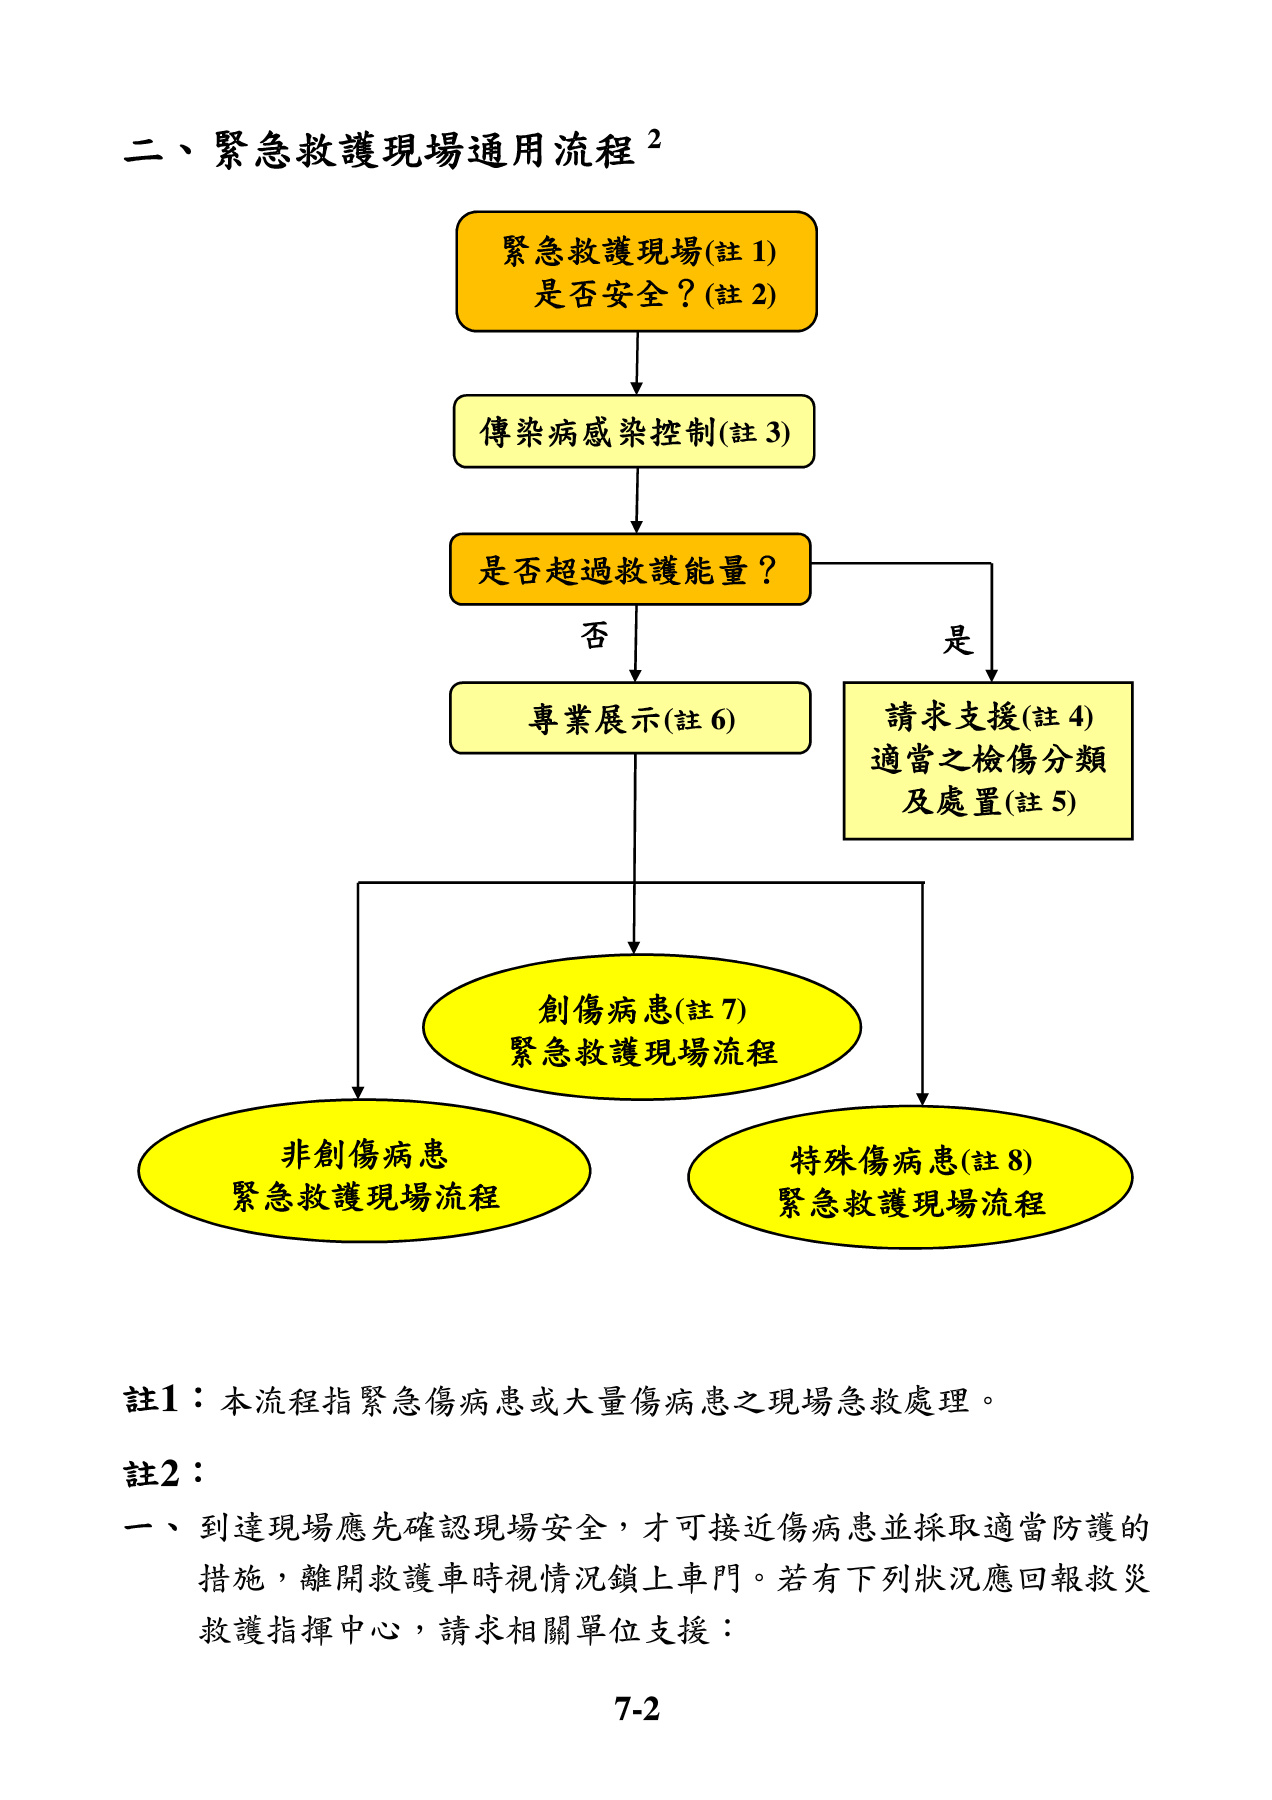 二、緊急救護現場通用流程2
緊急救護現場(註 1)
是否安全？(註 2)
傳染病感染控制(註 3)
是否超過救護能量？
否
是
專業展示(註 6)
請求支援(註 4)
適當之檢傷分類
及處置(註 5)
創傷病患(註 7)
緊急救護現場流程
非創傷病患
緊急救護現場流程
特殊傷病患(註 8)
緊急救護現場流程
註1：本流程指緊急傷病患或大量傷病患之現場急救處理。
註2：
一、到達現場應先確認現場安全，才可接近傷病患並採取適當防護的
措施，離開救護車時視情況鎖上車門。若有下列狀況應回報救災
救護指揮中心，請求相關單位支援：
7-2